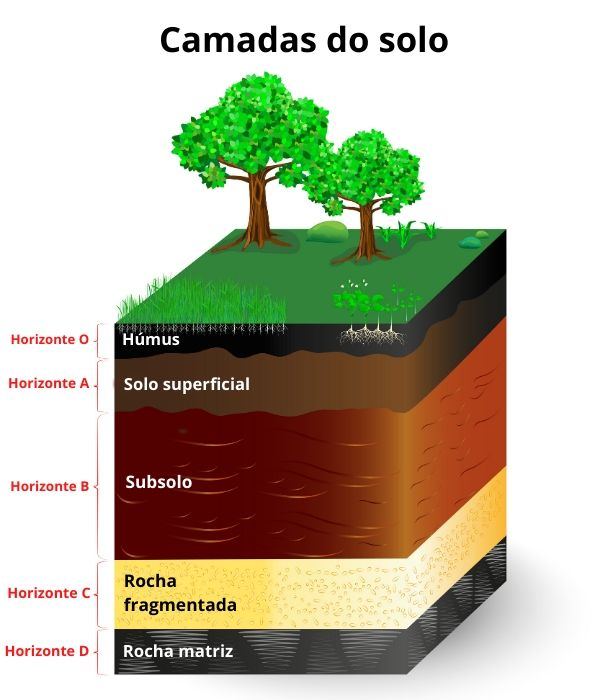 Camadas do solo
Horizonte O
Húmus
Horizonte A
Solo superficial
Horizonte B
Subsolo
Horizonte C
Rocha
fragmentada
Horizonte D
Rocha matriz